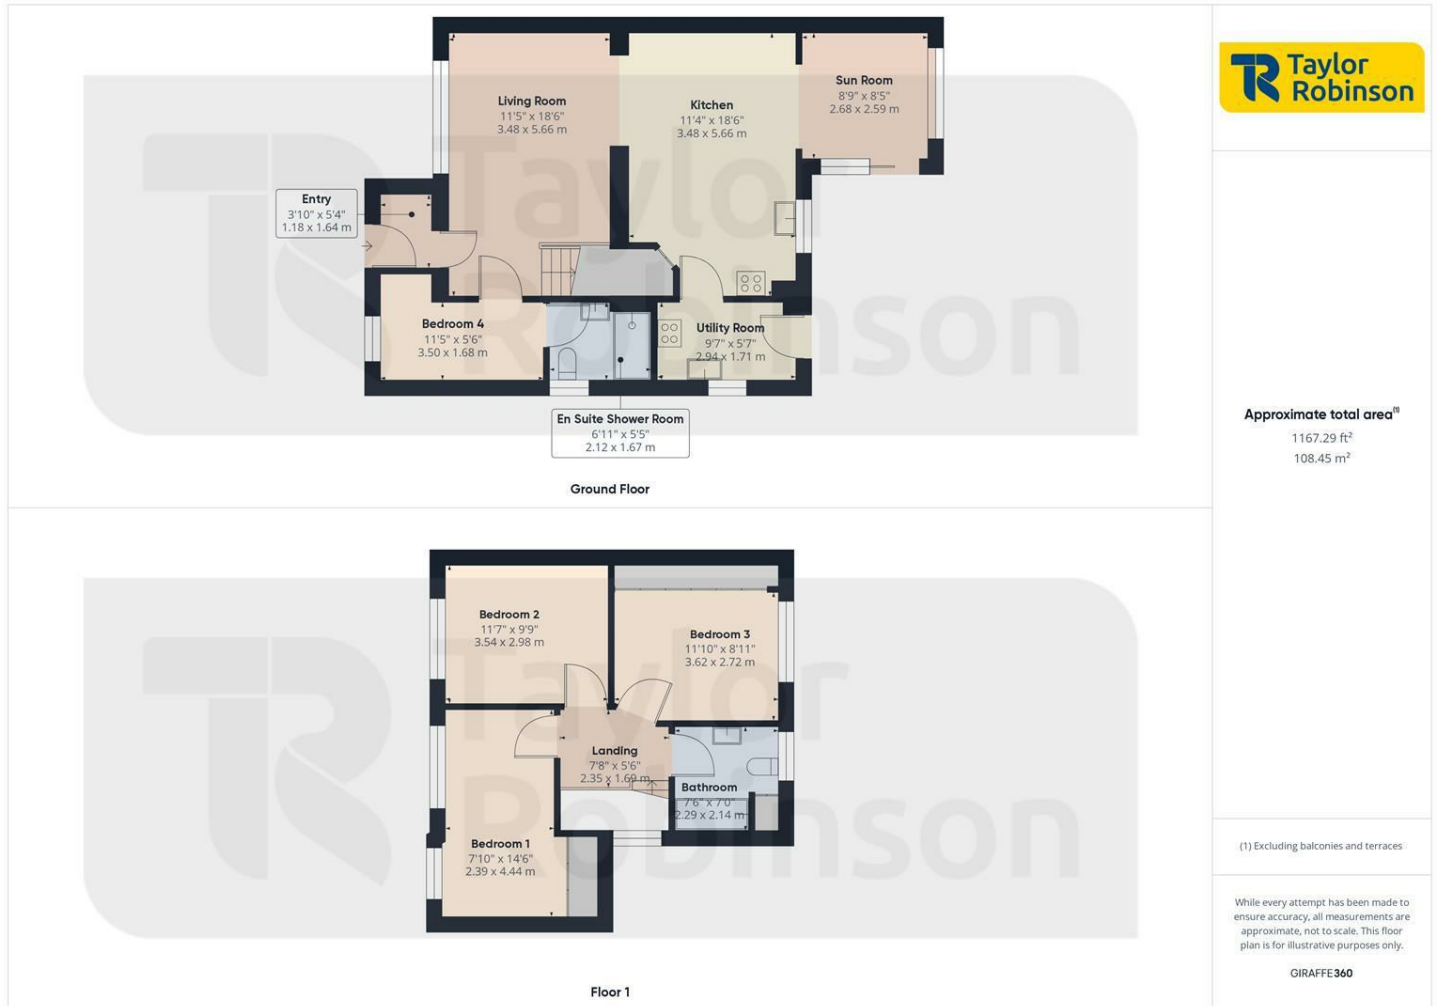 Living Room
11'5" x 18'6"
3.48 x 5.66 m
Kitchen
11'4" x 18'6"
3.48 x 5.66 m
Sun Room
8'9" x 8'5"
2.68 x 2.59 m
Entry
3'10" x 5'4"
1.18 x 1.64 m
Bedroom 4
11'5" x 5'6"
3.50 x 1.68 m
Utility Room
9'7" x 5'7"
2.94 x 1.71 m
En Suite Shower Room
6'11" x 5'5"
2.12 x 1.67 m
Taylor
Robinson
Ground Floor
Bedroom 2
11'7" x 9'9"
3.54 x 2.98 m
Bedroom 3
11'10" x 8'11"
3.62 x 2.72 m
Landing
7'8" x 5'6"
2.35 x 1.69 m
Bathroom
7'6" x 7'0"
2.29 x 2.14 m
Bedroom 1
7'10" x 14'6"
2.39 x 4.44 m
Taylor
Robinson
Floor 1
TR Taylor
Robinson
Approximate total area(1)
1167.29 ft²
108.45 m²
(1) Excluding balconies and terraces
While every attempt has been made to
ensure accuracy, all measurements are
approximate, not to scale. This floor
plan is for illustrative purposes only.
GIRAFFE360